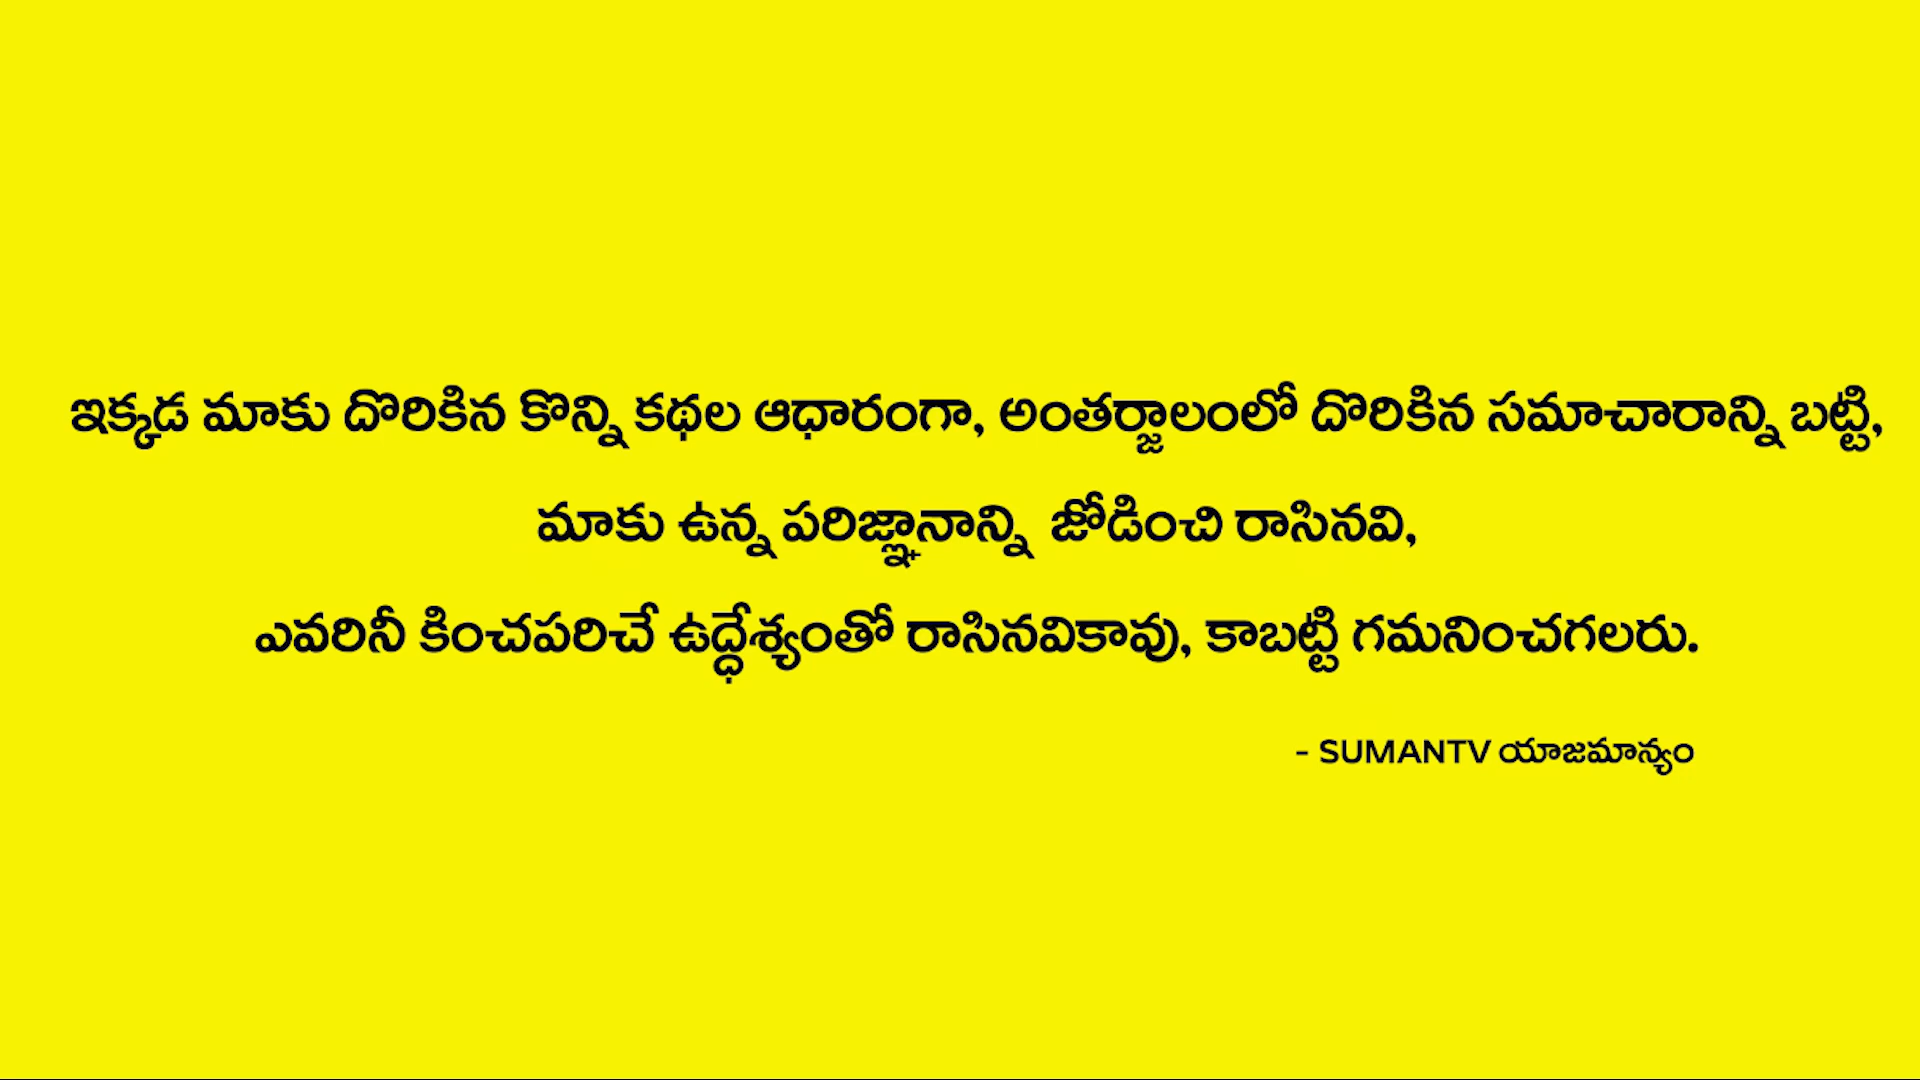 ఇక్కడ మాకు దొరికిన కొన్ని కథల ఆధారంగా, అంతర్జాలంలో దొరికిన సమాచారాన్ని బట్టి,
మాకు ఉన్న పరిజ్ఞానాన్ని జోడించి రాసినవి,
ఎవరినీ కించపరిచే ఉద్ధేశ్యంతో రాసినవికావు, కాబట్టి గమనించగలరు.
- SUMANTV యాజమాన్యం